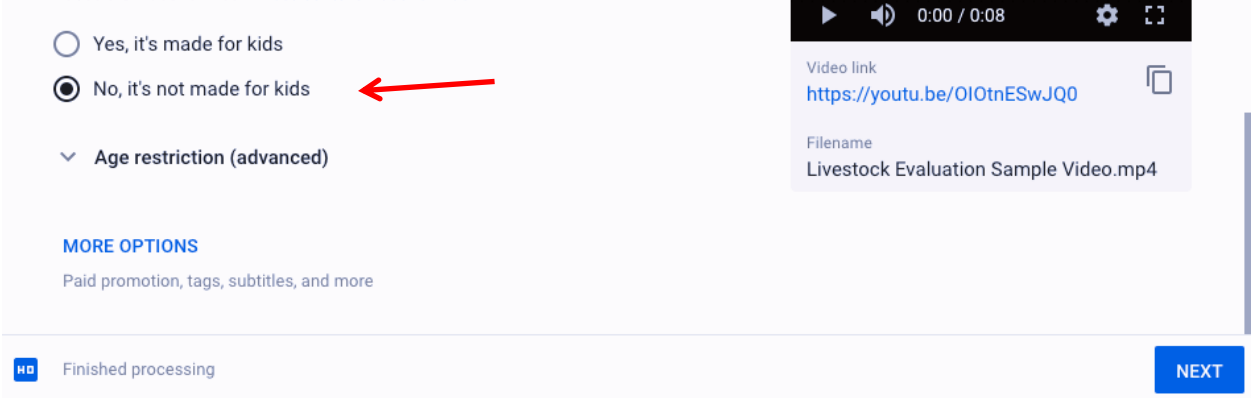 Yes, it's made for kids
No, it's not made for kids
Age restriction (advanced)
MORE OPTIONS
Paid promotion, tags, subtitles, and more
0:00 / 0:08
Video link
https://youtu.be/OIOtnESwJQ0
Filename
Livestock Evaluation Sample Video.mp4
HD
Finished processing
NEXT